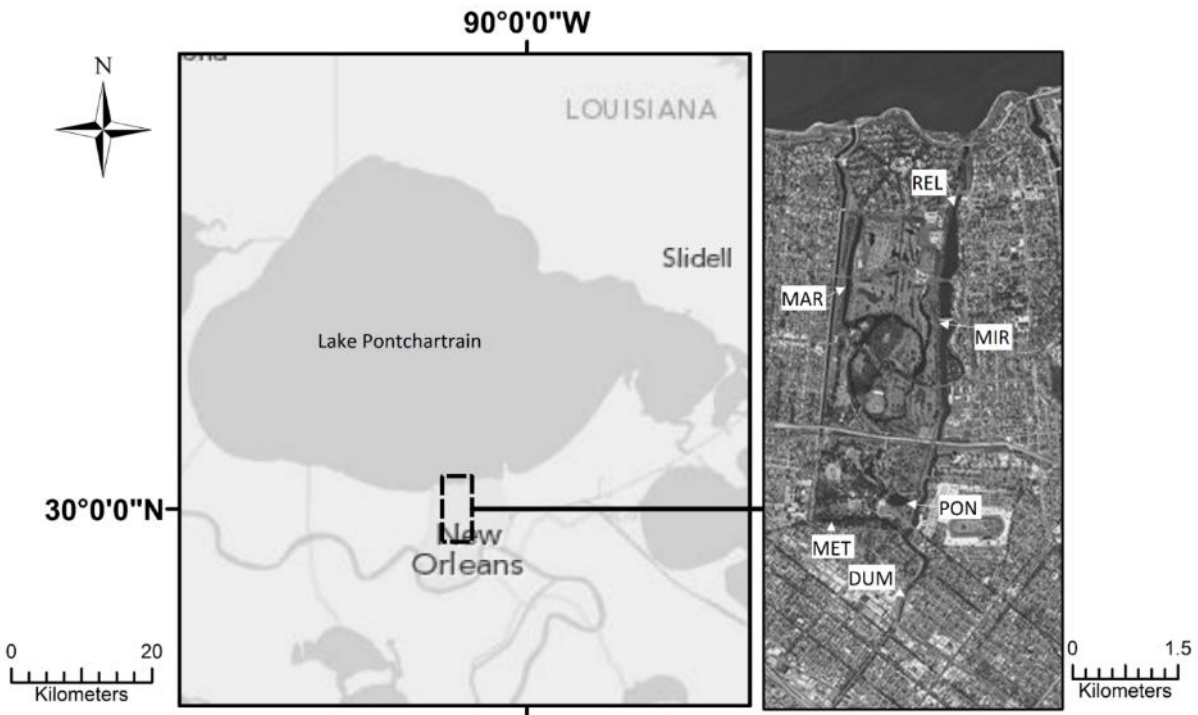 90°0'0"W
N
LOUISIANA
Slidell
Lake Pontchartrain
30°0'0"N
New
Orleans
0 20
Kilometers
REL
MAR
MIR
PON
MET
DUM
0 1.5
Kilometers